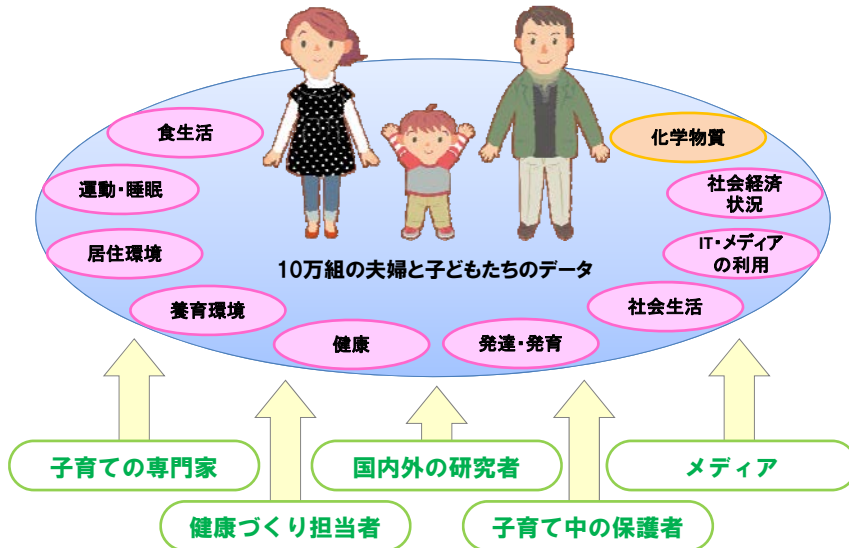 食生活
化学物質
運動・睡眠
社会経済
状況
居住環境
IT・メディア
の利用
10万組の夫婦と子どもたちのデータ
養育環境
社会生活
健康
発達・発育
子育ての専門家
国内外の研究者
メディア
健康づくり担当者
子育て中の保護者